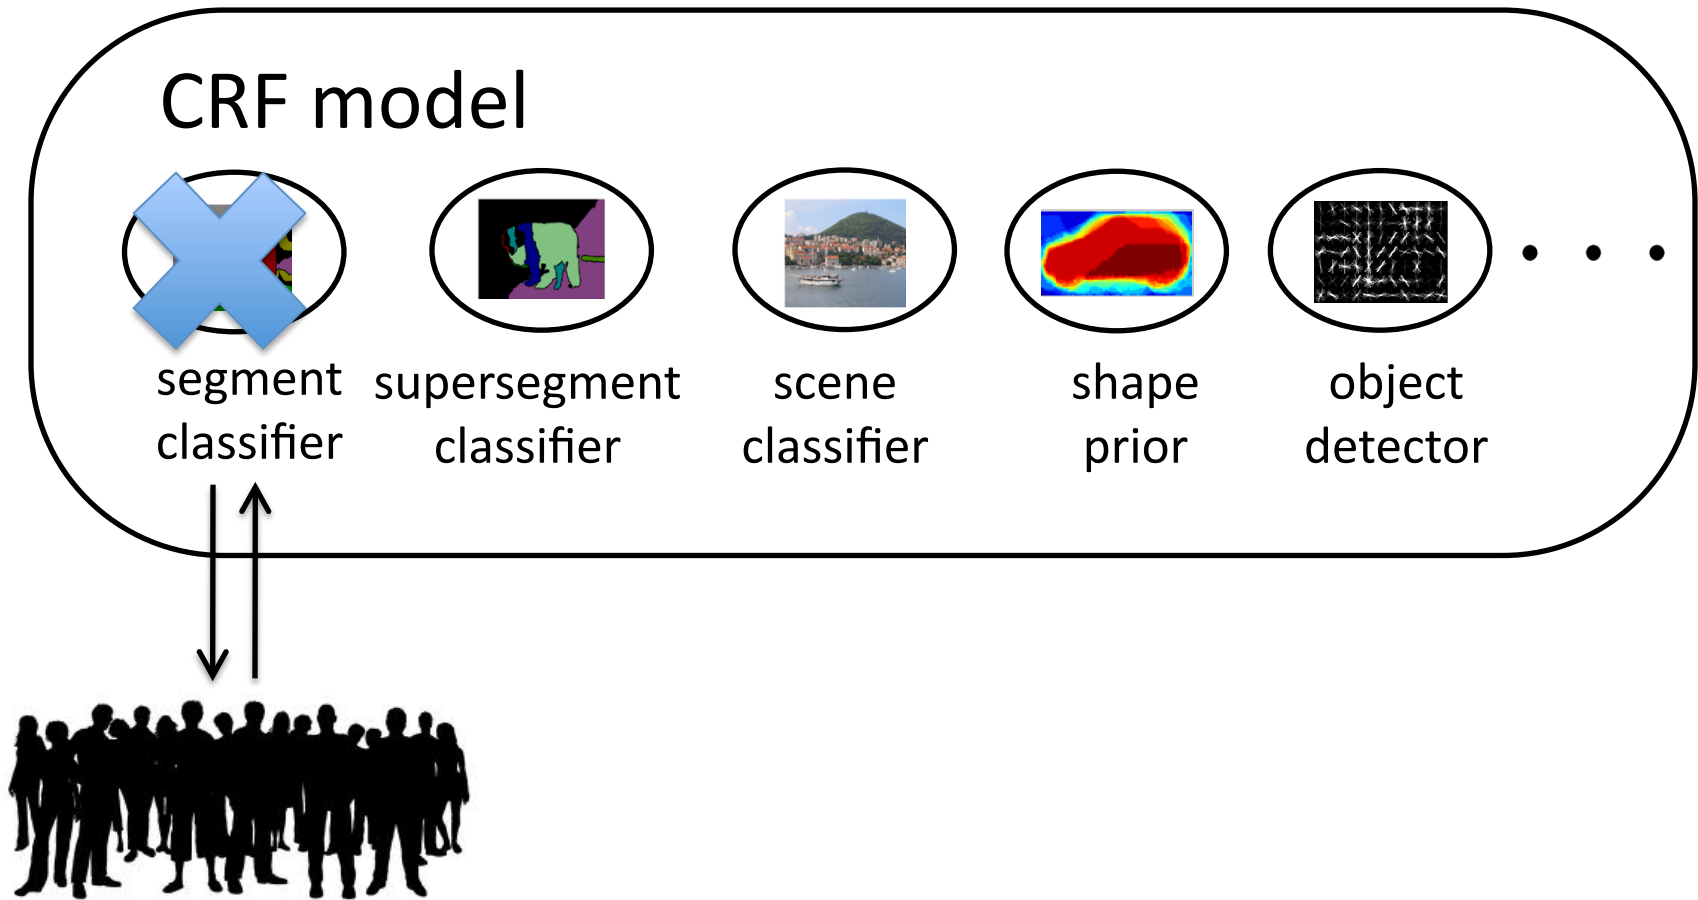 CRF model
segment
classifier
supersegment
classifier
scene
classifier
shape
prior
object
detector